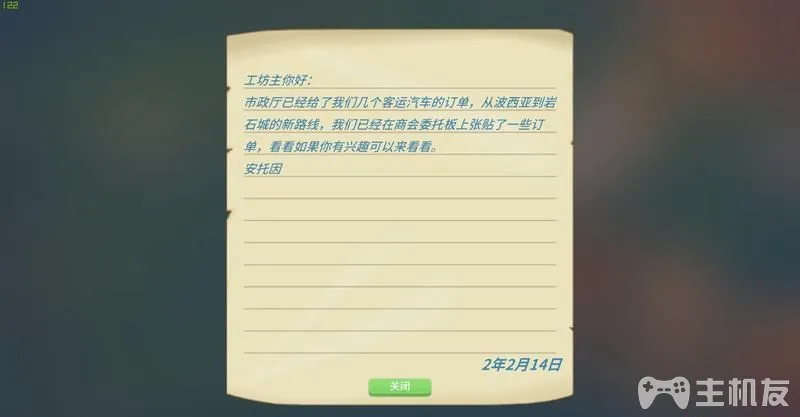 122
工坊主你好：
市政厅已经给了我们几个客运汽车的订单，从波西亚到岩
石城的新路线，我们已经在商会委托板上张贴了一些订
单，看看如果你有兴趣可以来看看。
安托因
2年2月14日
关闭
主机友